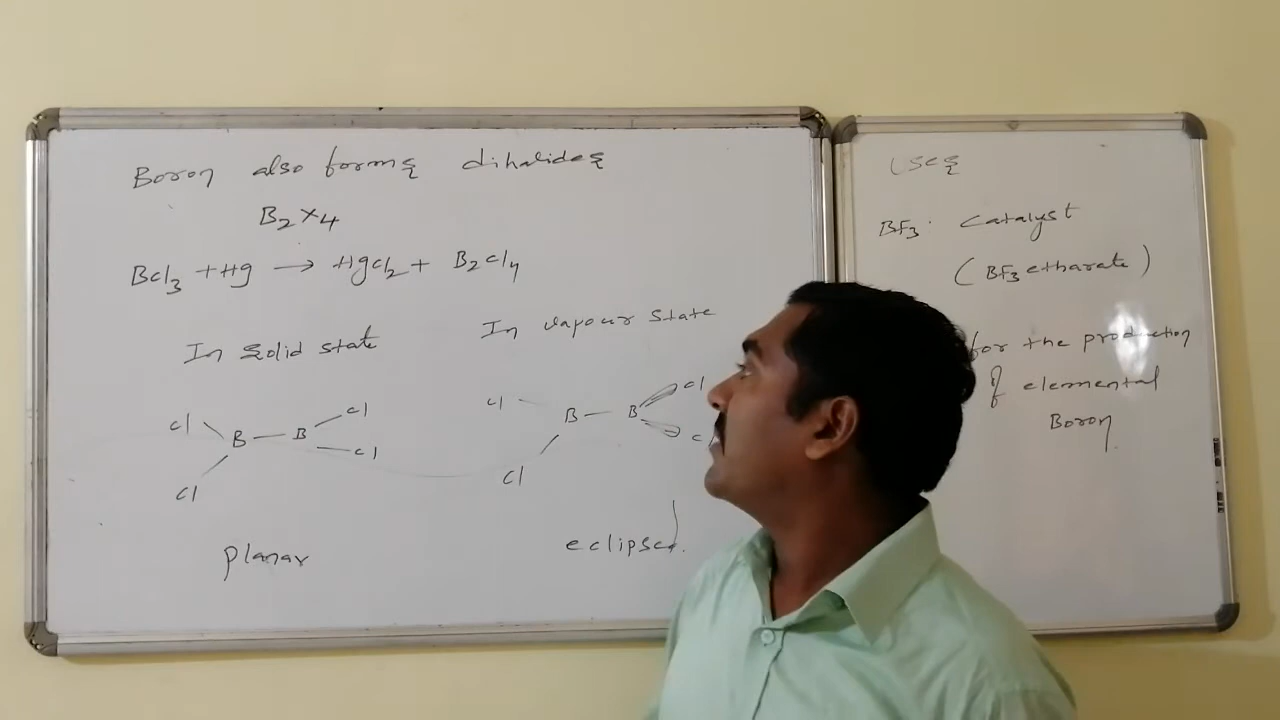 Boron also forms dihalides
B2X4
BCl3 + Hg → HgCl2 + B2Cl4
In solid state
In vapour state
Cl Cl
B — B
Cl Cl
planar
Cl Cl
B — B
Cl Cl
eclipsed.
uses
BF3. Catalyst
(BF3 etharate)
for the production
of elemental
Boron.